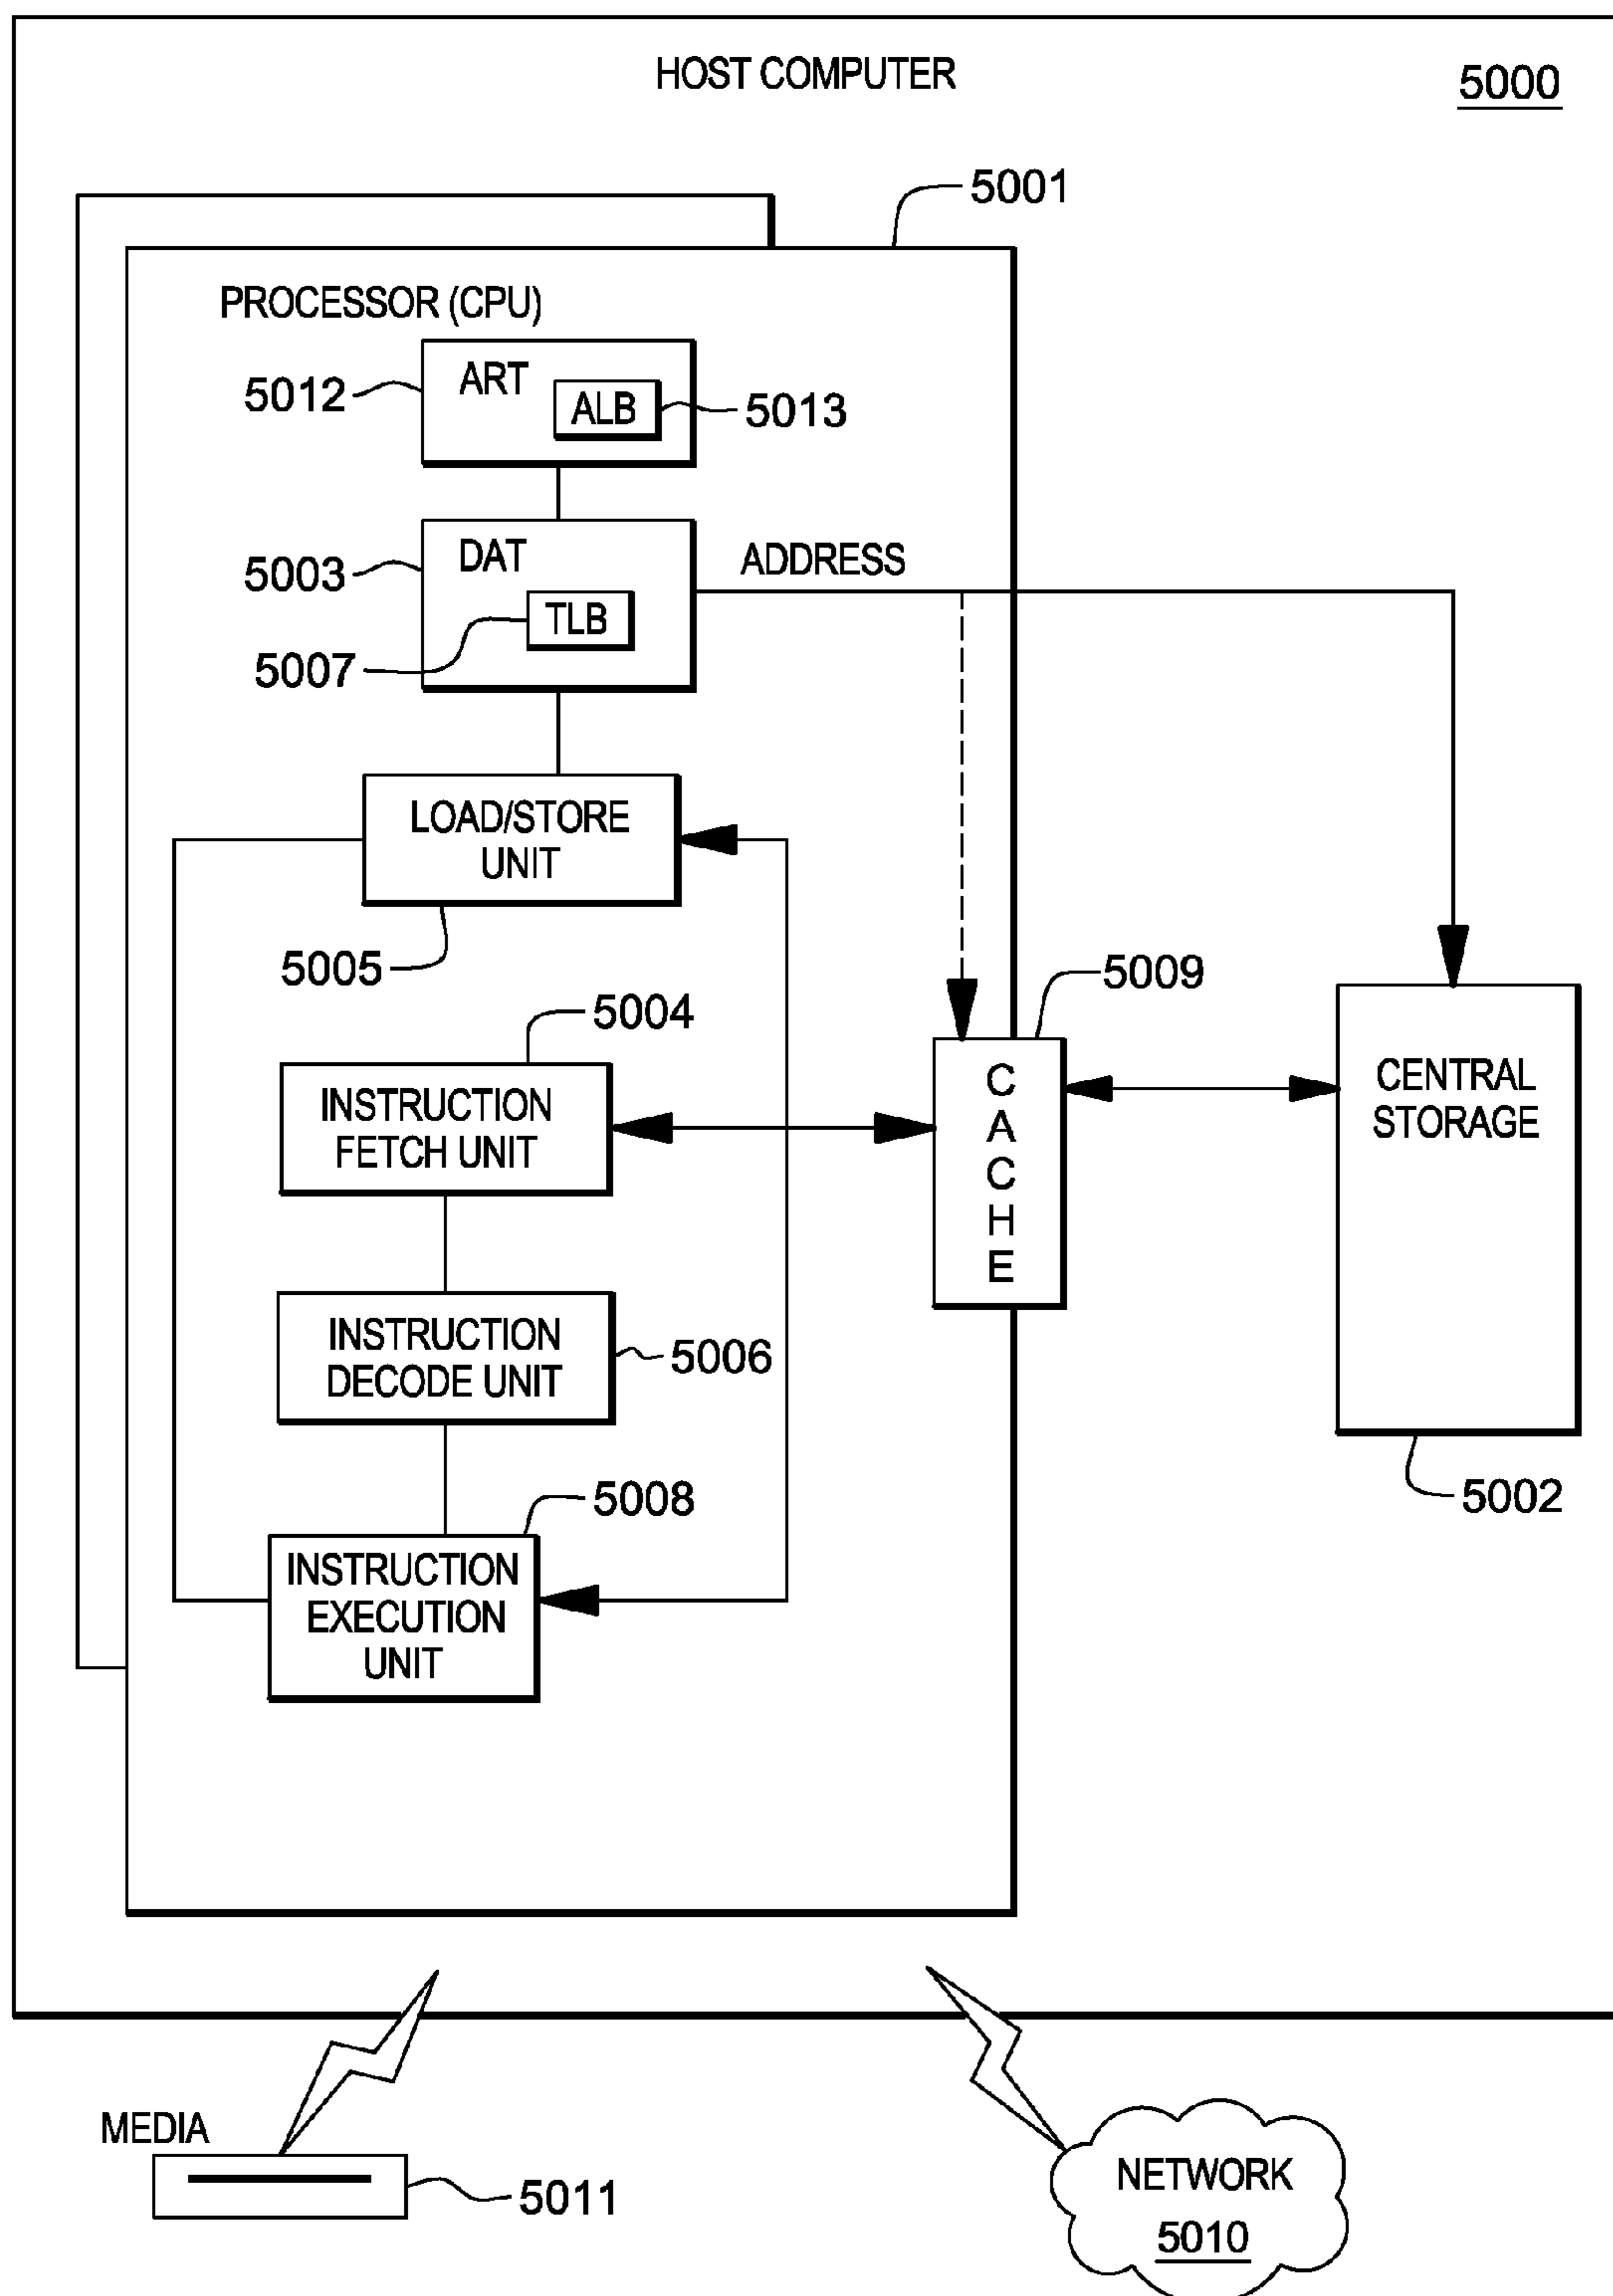 HOST COMPUTER
5000
5001
PROCESSOR (CPU)
ART
5012
ALB
5013
DAT
ADDRESS
5003
TLB
5007
LOAD/STORE
UNIT
5005
5009
5004
CACHE
CENTRAL
STORAGE
INSTRUCTION
FETCH UNIT
INSTRUCTION
DECODE UNIT
5006
5002
5008
INSTRUCTION
EXECUTION
UNIT
MEDIA
5011
NETWORK
5010